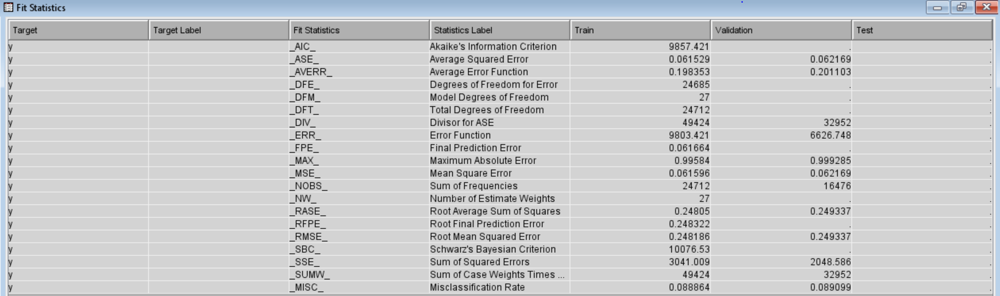 Fit Statistics
Target Target Label Fit Statistics Statistics Label Train Validation Test
y _AIC_ Akaike's Information Criterion 9857.421 . .
y _ASE_ Average Squared Error 0.061529 0.062169 .
y _AVERR_ Average Error Function 0.198353 0.201103 .
y _DFE_ Degrees of Freedom for Error 24685 . .
y _DFM_ Model Degrees of Freedom 27 . .
y _DFT_ Total Degrees of Freedom 24712 . .
y _DIV_ Divisor for ASE 49424 32952 .
y _ERR_ Error Function 9803.421 6626.748 .
y _FPE_ Final Prediction Error 0.061664 . .
y _MAX_ Maximum Absolute Error 0.99584 0.999285 .
y _MSE_ Mean Square Error 0.061596 0.062169 .
y _NOBS_ Sum of Frequencies 24712 16476 .
y _NW_ Number of Estimate Weights 27 . .
y _RASE_ Root Average Sum of Squares 0.24805 0.249337 .
y _RFPE_ Root Final Prediction Error 0.248322 . .
y _RMSE_ Root Mean Squared Error 0.248186 0.249337 .
y _SBC_ Schwarz's Bayesian Criterion 10076.53 . .
y _SSE_ Sum of Squared Errors 3041.009 2048.586 .
y _SUMW_ Sum of Case Weights Times ... 49424 32952 .
y _MISC_ Misclassification Rate 0.088864 0.089099 .